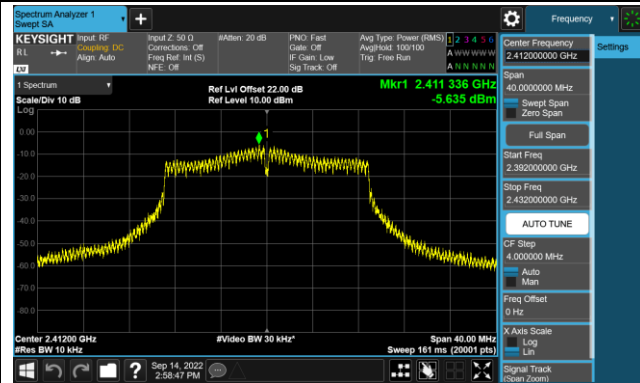 Spectrum Analyzer 1
Swept SA
+
Frequency
KEYSIGHT
RL
LXI
Input: RF
Coupling: DC
Align: Auto
Input Z: 50 Ω
Corrections: Off
Freq Ref: Int (S)
NFE: Off
#Atten: 20 dB
PNO: Fast
Gate: Off
IF Gain: Low
Sig Track: Off
Avg Type: Power (RMS)
Avg|Hold: 100/100
Trig: Free Run
1 2 3 4 5 6
A W W W W W
A N N N N N
1 Spectrum
Scale/Div 10 dB
Log
Ref Lvl Offset 22.00 dB
Ref Level 10.00 dBm
Mkr1 2.411 336 GHz
-5.635 dBm
1
0.00
-10.0
-20.0
-30.0
-40.0
-50.0
-60.0
-70.0
-80.0
Center 2.41200 GHz
#Res BW 10 kHz
#Video BW 30 kHz*
Span 40.00 MHz
Sweep 161 ms (20001 pts)
Sep 14, 2022
2:58:47 PM
?
Center Frequency
2.412000000 GHz
Span
40.0000000 MHz
Swept Span
Zero Span
Full Span
Start Freq
2.392000000 GHz
Stop Freq
2.432000000 GHz
AUTO TUNE
CF Step
4.000000 MHz
Auto
Man
Freq Offset
0 Hz
X Axis Scale
Log
Lin
Signal Track
(Span Zoom)
Settings